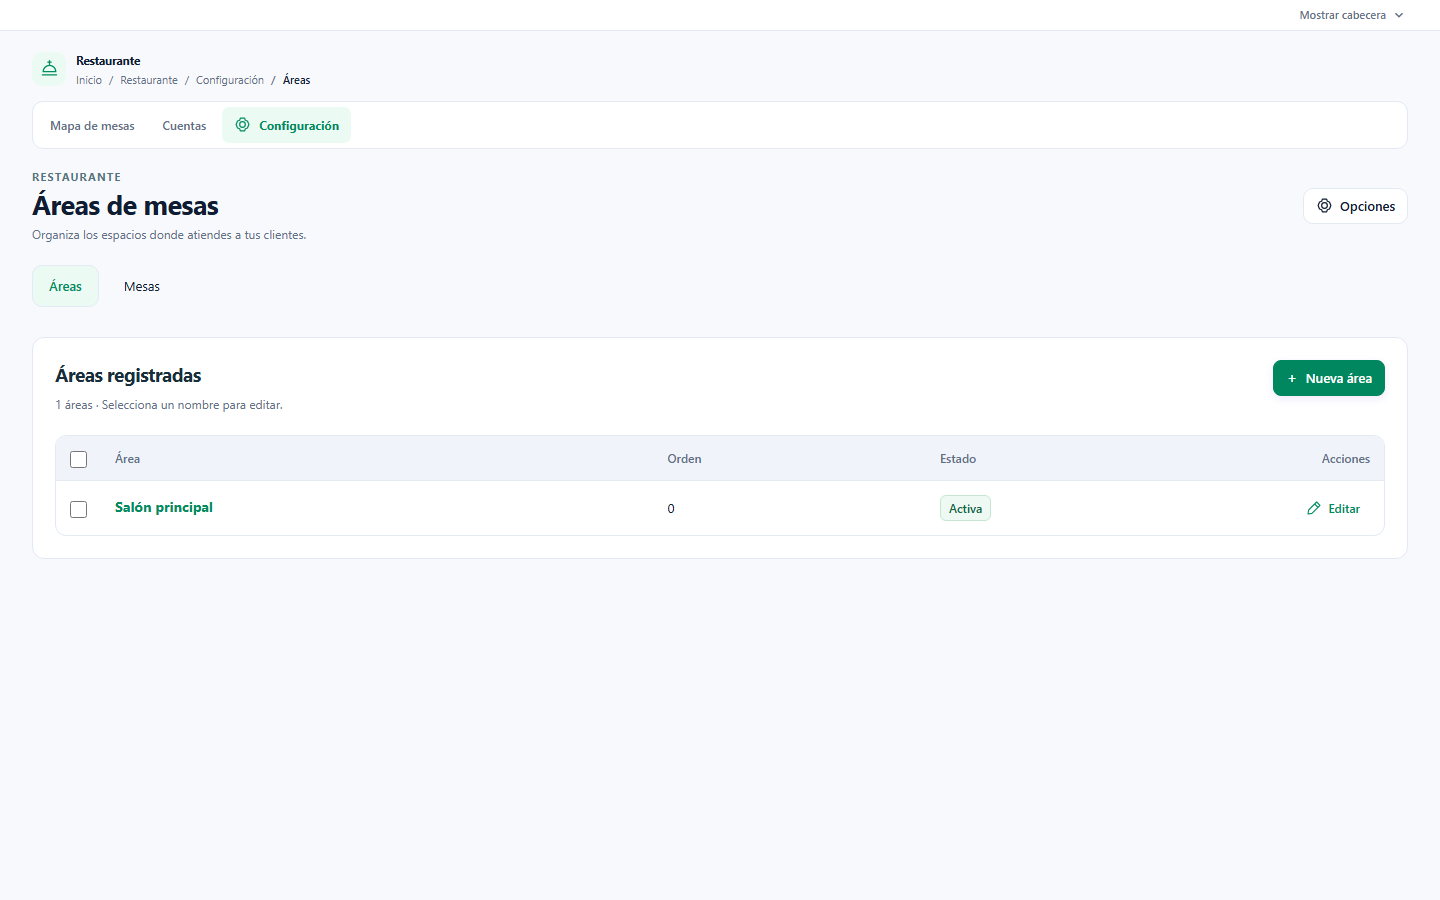 Mostrar cabecera
Restaurante
Inicio / Restaurante / Configuración / Áreas
Mapa de mesas Cuentas Configuración
RESTAURANTE
Áreas de mesas
Opciones
Organiza los espacios donde atiendes a tus clientes.
Áreas Mesas
Áreas registradas
+ Nueva área
1 áreas · Selecciona un nombre para editar.
Área Orden Estado Acciones
Salón principal 0 Activa Editar